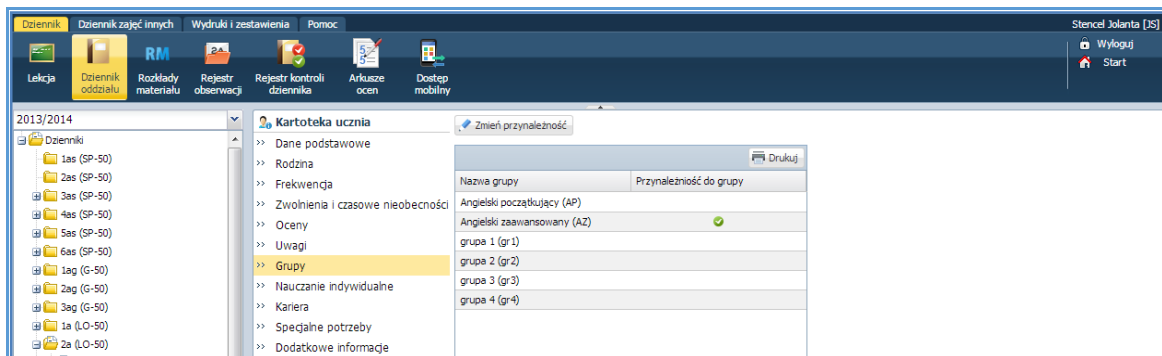 Dziennik Dziennik zajęć innych Wydruki i zestawienia Pomoc Stencel Jolanta [JS]
Wyloguj
Start
RM
Lekcja Dziennik oddziału Rozkłady materiału Rejestr obserwacji Rejestr kontroli dziennika Arkusze ocen Dostęp mobilny
2013/2014
Dzienniki
1as (SP-50)
2as (SP-50)
3as (SP-50)
4as (SP-50)
5as (SP-50)
6as (SP-50)
1ag (G-50)
2ag (G-50)
3ag (G-50)
1a (LO-50)
2a (LO-50)
Kartoteka ucznia
Dane podstawowe
Rodzina
Frekwencja
Zwolnienia i czasowe nieobecności
Oceny
Uwagi
Grupy
Nauczanie indywidualne
Kariera
Specjalne potrzeby
Dodatkowe informacje
Zmień przynależność
Drukuj
Nazwa grupy Przynależniość do grupy
Angielski początkujący (AP)
Angielski zaawansowany (AZ)
grupa 1 (gr1)
grupa 2 (gr2)
grupa 3 (gr3)
grupa 4 (gr4)